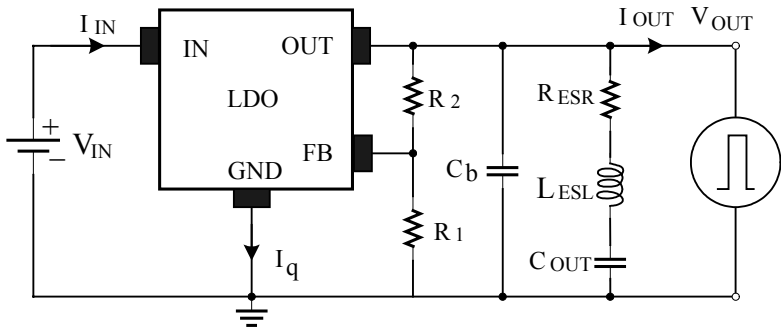 I IN
IN
OUT
LDO
FB
GND
I q
+
−
V IN
R 2
R 1
C b
R ESR
L ESL
C OUT
I OUT
V OUT